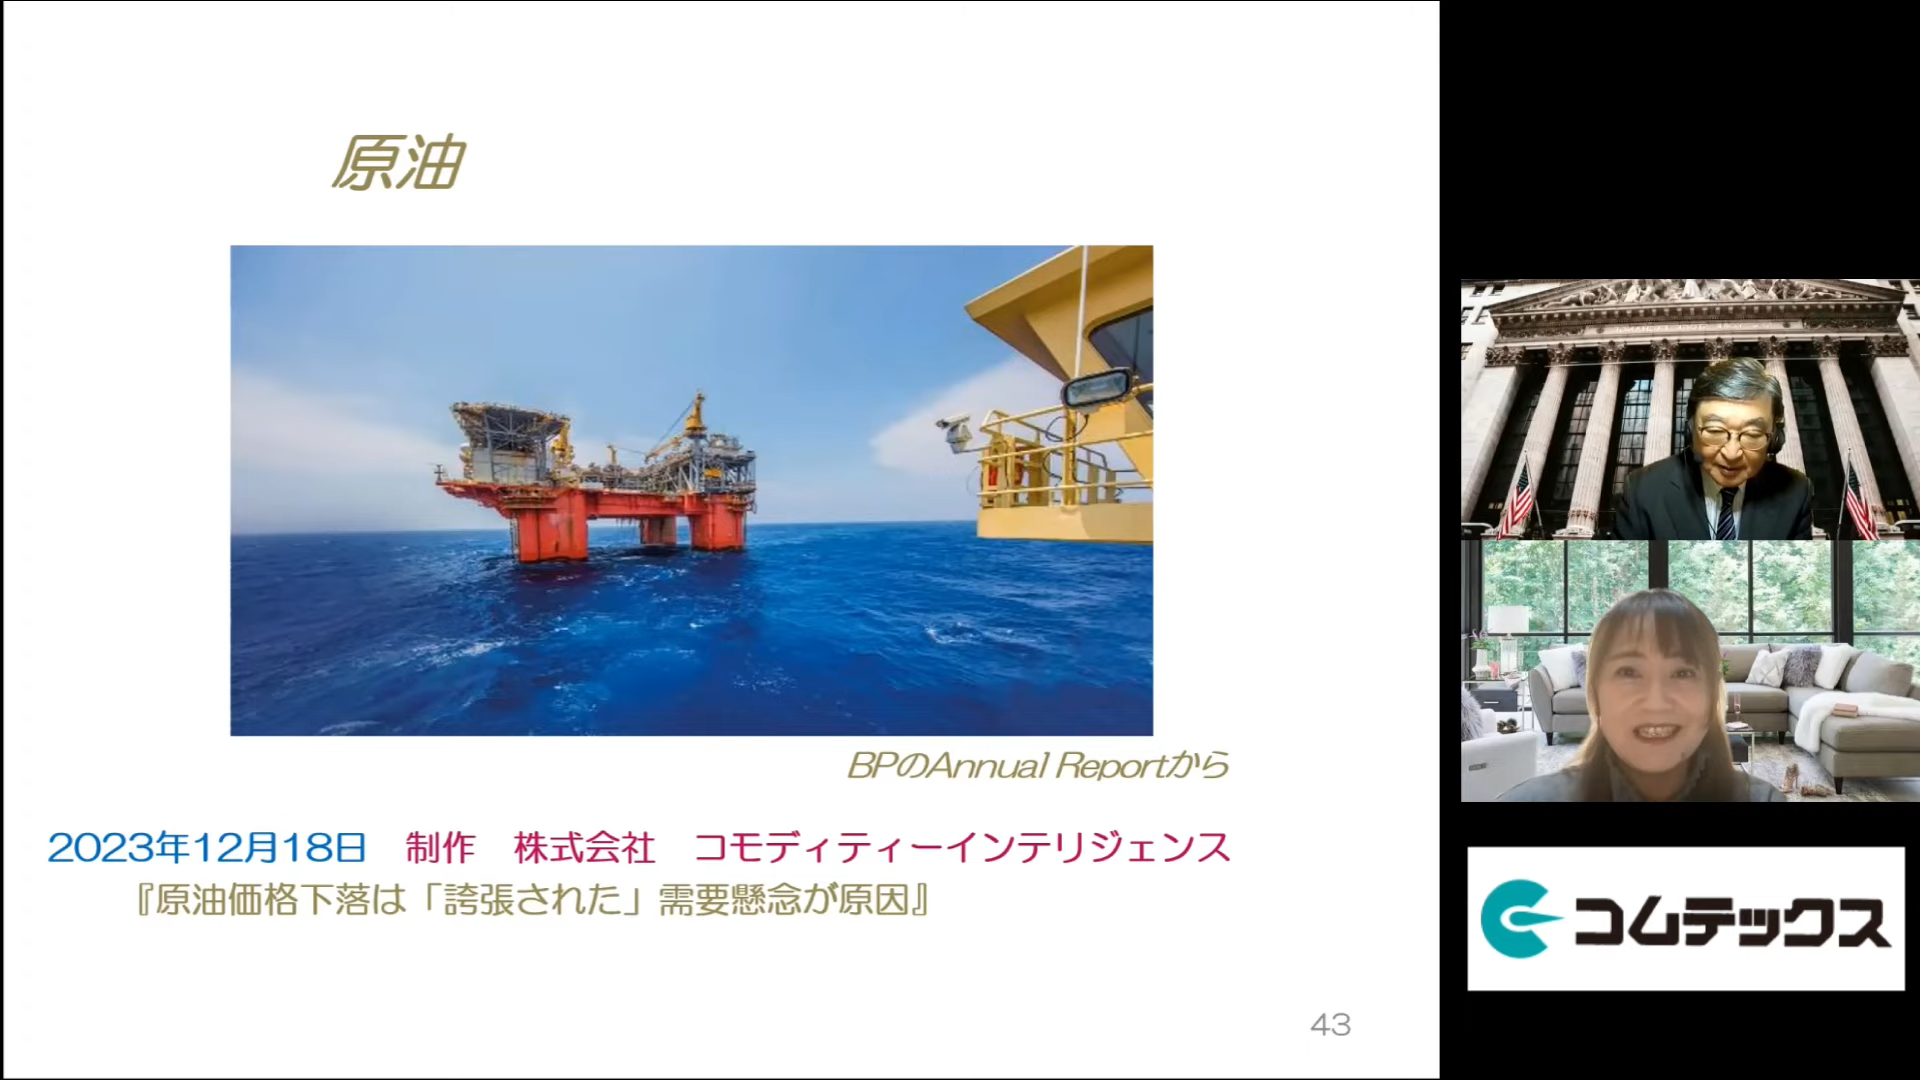 原油
BPのAnnual Reportから
2023年12月18日　制作　株式会社　コモディティーインテリジェンス
『原油価格下落は「誇張された」需要懸念が原因』
43
コムテックス